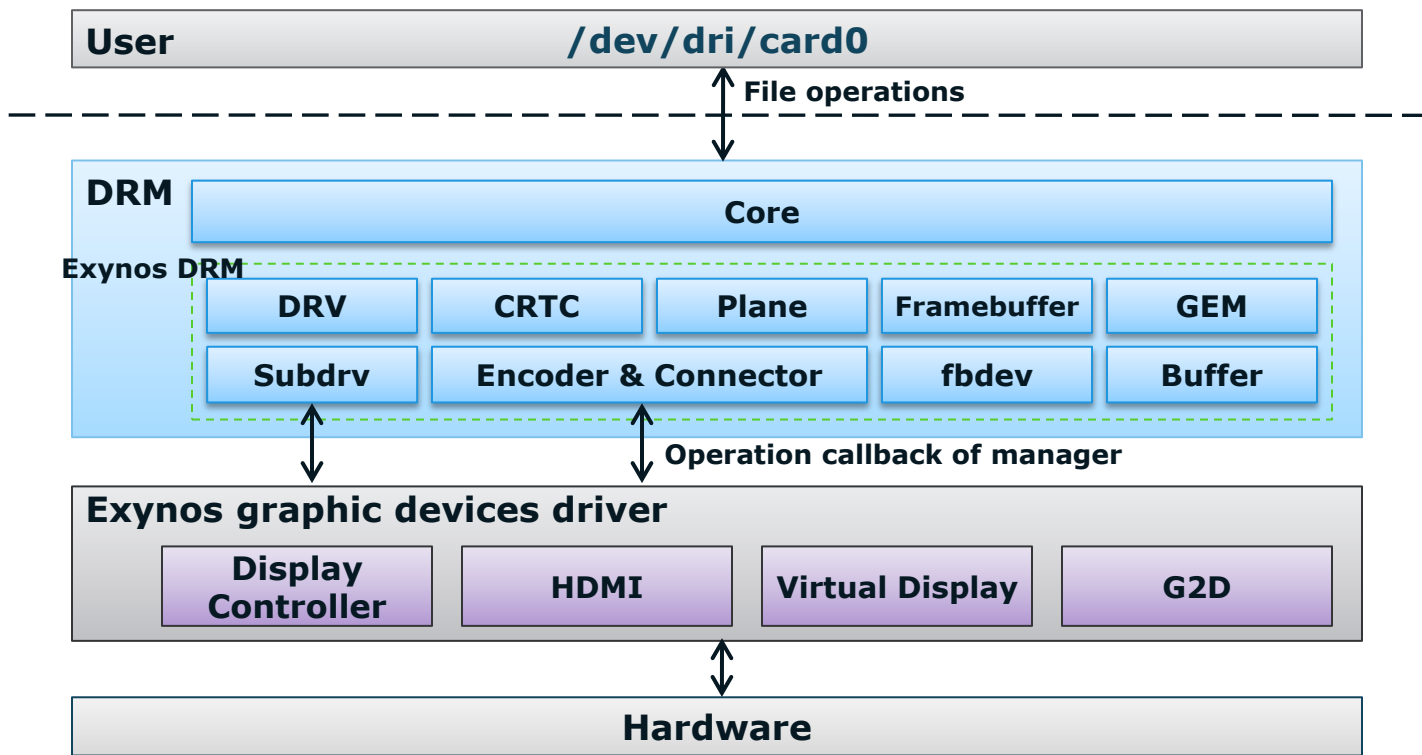 User
/dev/dri/card0
File operations
DRM
Core
Exynos DRM
DRV
CRTC
Plane
Framebuffer
GEM
Subdrv
Encoder & Connector
fbdev
Buffer
Operation callback of manager
Exynos graphic devices driver
Display
Controller
HDMI
Virtual Display
G2D
Hardware